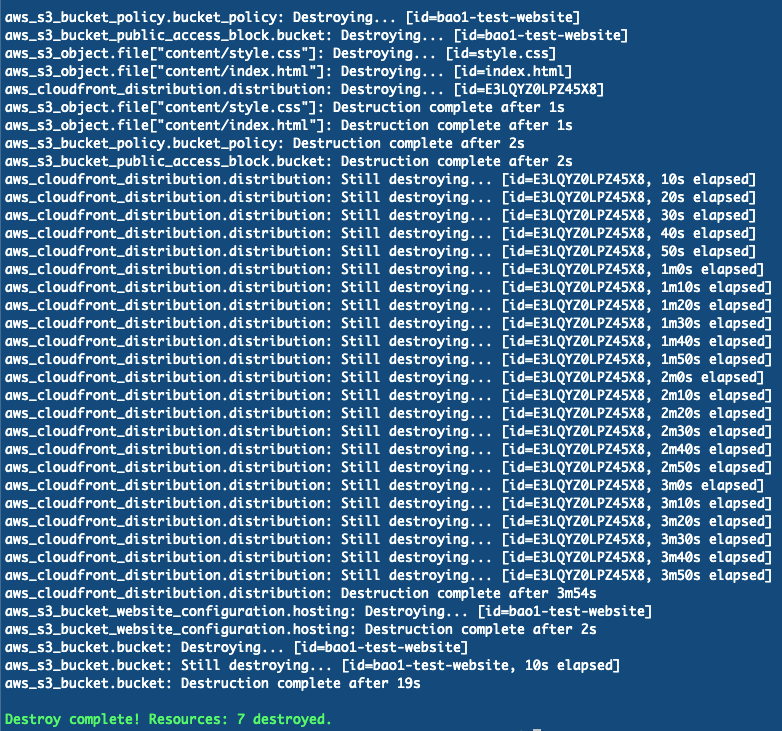 aws_s3_bucket_policy.bucket_policy: Destroying... [id=bao1-test-website]
aws_s3_bucket_public_access_block.bucket: Destroying... [id=bao1-test-website]
aws_s3_object.file["content/style.css"]: Destroying... [id=style.css]
aws_s3_object.file["content/index.html"]: Destroying... [id=index.html]
aws_cloudfront_distribution.distribution: Destroying... [id=E3LQYZ0LPZ45X8]
aws_s3_object.file["content/style.css"]: Destruction complete after 1s
aws_s3_object.file["content/index.html"]: Destruction complete after 1s
aws_s3_bucket_policy.bucket_policy: Destruction complete after 2s
aws_s3_bucket_public_access_block.bucket: Destruction complete after 2s
aws_cloudfront_distribution.distribution: Still destroying... [id=E3LQYZ0LPZ45X8, 10s elapsed]
aws_cloudfront_distribution.distribution: Still destroying... [id=E3LQYZ0LPZ45X8, 20s elapsed]
aws_cloudfront_distribution.distribution: Still destroying... [id=E3LQYZ0LPZ45X8, 30s elapsed]
aws_cloudfront_distribution.distribution: Still destroying... [id=E3LQYZ0LPZ45X8, 40s elapsed]
aws_cloudfront_distribution.distribution: Still destroying... [id=E3LQYZ0LPZ45X8, 50s elapsed]
aws_cloudfront_distribution.distribution: Still destroying... [id=E3LQYZ0LPZ45X8, 1m0s elapsed]
aws_cloudfront_distribution.distribution: Still destroying... [id=E3LQYZ0LPZ45X8, 1m10s elapsed]
aws_cloudfront_distribution.distribution: Still destroying... [id=E3LQYZ0LPZ45X8, 1m20s elapsed]
aws_cloudfront_distribution.distribution: Still destroying... [id=E3LQYZ0LPZ45X8, 1m30s elapsed]
aws_cloudfront_distribution.distribution: Still destroying... [id=E3LQYZ0LPZ45X8, 1m40s elapsed]
aws_cloudfront_distribution.distribution: Still destroying... [id=E3LQYZ0LPZ45X8, 1m50s elapsed]
aws_cloudfront_distribution.distribution: Still destroying... [id=E3LQYZ0LPZ45X8, 2m0s elapsed]
aws_cloudfront_distribution.distribution: Still destroying... [id=E3LQYZ0LPZ45X8, 2m10s elapsed]
aws_cloudfront_distribution.distribution: Still destroying... [id=E3LQYZ0LPZ45X8, 2m20s elapsed]
aws_cloudfront_distribution.distribution: Still destroying... [id=E3LQYZ0LPZ45X8, 2m30s elapsed]
aws_cloudfront_distribution.distribution: Still destroying... [id=E3LQYZ0LPZ45X8, 2m40s elapsed]
aws_cloudfront_distribution.distribution: Still destroying... [id=E3LQYZ0LPZ45X8, 2m50s elapsed]
aws_cloudfront_distribution.distribution: Still destroying... [id=E3LQYZ0LPZ45X8, 3m0s elapsed]
aws_cloudfront_distribution.distribution: Still destroying... [id=E3LQYZ0LPZ45X8, 3m10s elapsed]
aws_cloudfront_distribution.distribution: Still destroying... [id=E3LQYZ0LPZ45X8, 3m20s elapsed]
aws_cloudfront_distribution.distribution: Still destroying... [id=E3LQYZ0LPZ45X8, 3m30s elapsed]
aws_cloudfront_distribution.distribution: Still destroying... [id=E3LQYZ0LPZ45X8, 3m40s elapsed]
aws_cloudfront_distribution.distribution: Still destroying... [id=E3LQYZ0LPZ45X8, 3m50s elapsed]
aws_cloudfront_distribution.distribution: Destruction complete after 3m54s
aws_s3_bucket_website_configuration.hosting: Destroying... [id=bao1-test-website]
aws_s3_bucket_website_configuration.hosting: Destruction complete after 2s
aws_s3_bucket.bucket: Destroying... [id=bao1-test-website]
aws_s3_bucket.bucket: Still destroying... [id=bao1-test-website, 10s elapsed]
aws_s3_bucket.bucket: Destruction complete after 19s
Destroy complete! Resources: 7 destroyed.